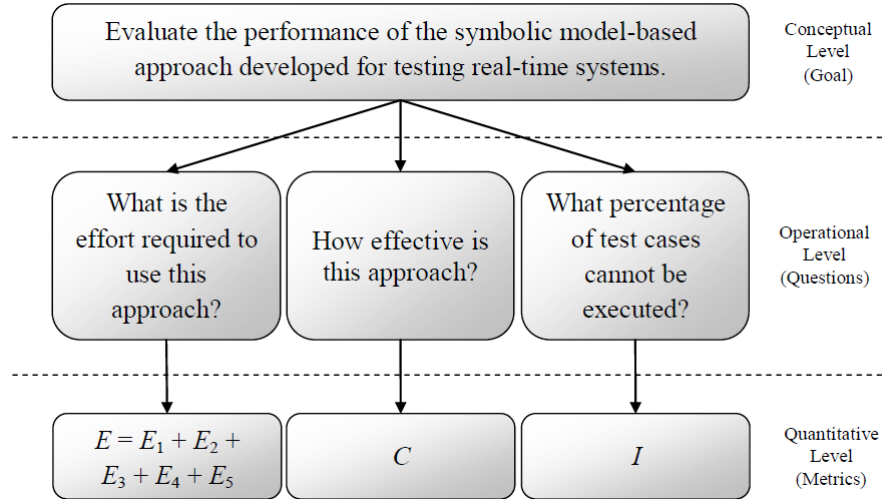 Evaluate the performance of the symbolic model-based
approach developed for testing real-time systems.
Conceptual
Level
(Goal)
What is the
effort required to
use this
approach?
How effective is
this approach?
What percentage
of test cases
cannot be
executed?
Operational
Level
(Questions)
E = E₁ + E₂ +
E₃ + E₄ + E₅
C
I
Quantitative
Level
(Metrics)